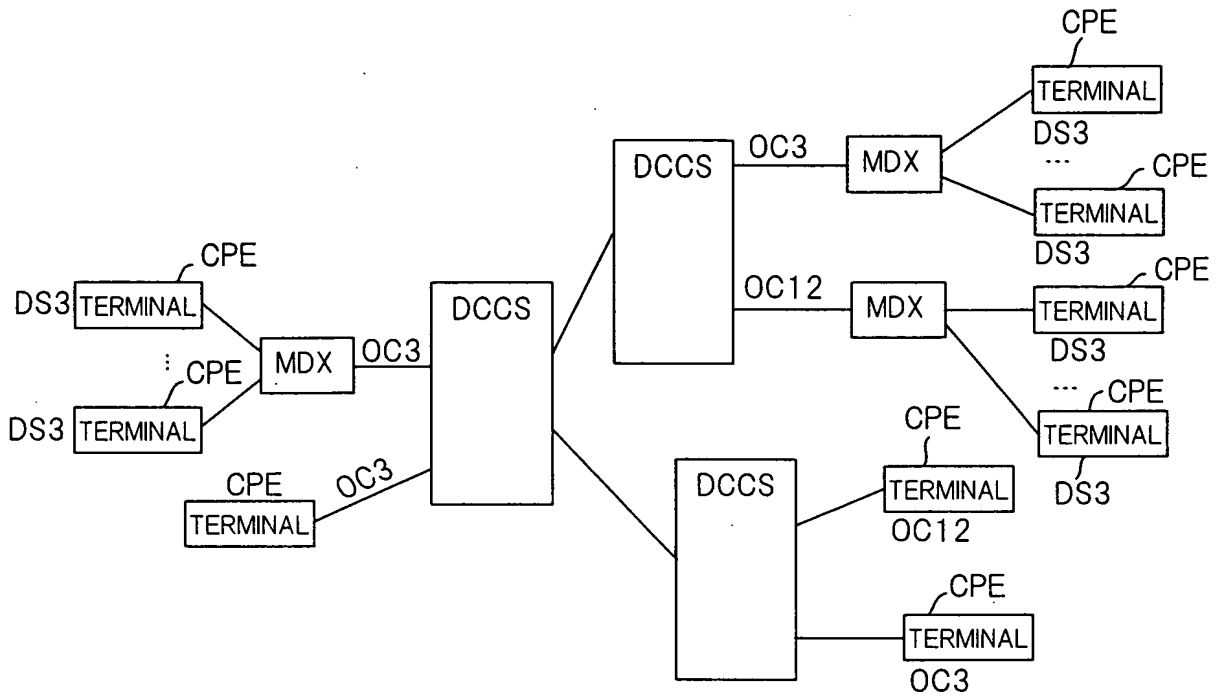 CPE
TERMINAL
DS3
...
CPE
TERMINAL
DS3
DCCS
OC3
MDX
OC12
MDX
CPE
TERMINAL
DS3
...
CPE
TERMINAL
DS3
CPE
DS3 TERMINAL
...
CPE
DS3 TERMINAL
MDX
OC3
DCCS
CPE
TERMINAL
OC3
DCCS
CPE
TERMINAL
OC12
CPE
TERMINAL
OC3